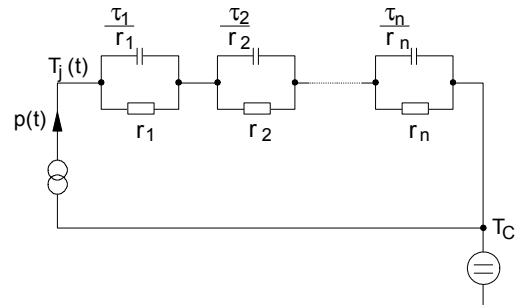 τ1 τ2 τn
r1 r2 rn
Tj(t)
r1 r2 rn
p(t)
TC